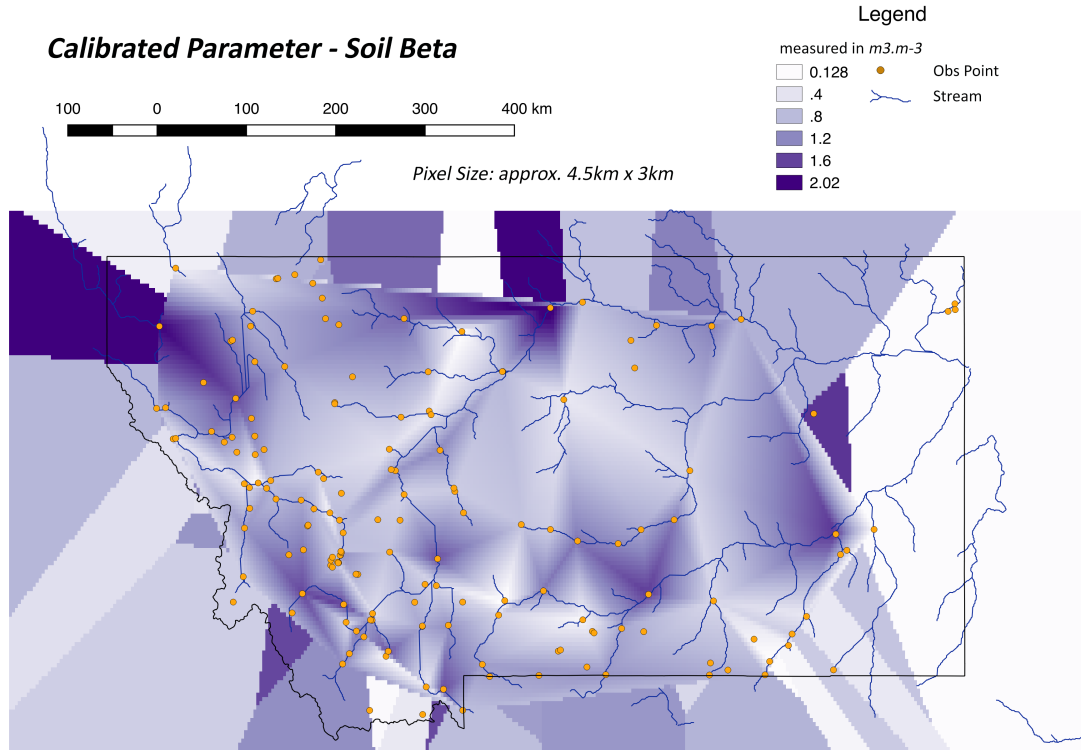 Legend
Calibrated Parameter - Soil Beta
measured in m3.m-3
0.128
Obs Point
.4
Stream
.8
1.2
1.6
2.02
100 0 100 200 300 400 km
Pixel Size: approx. 4.5km x 3km